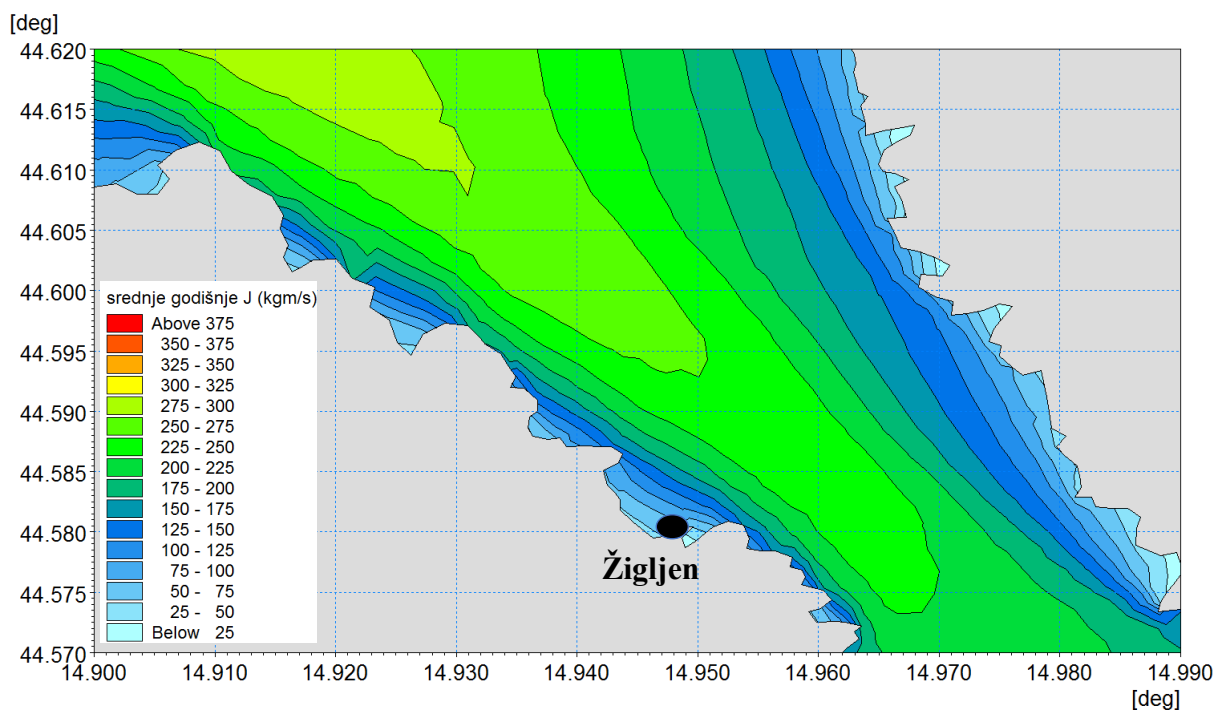 [deg]
44.620
44.615
44.610
44.605
44.600
44.595
44.590
44.585
44.580
44.575
44.570
srednje godišnje J (kgm/s)
Above 375
350 - 375
325 - 350
300 - 325
275 - 300
250 - 275
225 - 250
200 - 225
175 - 200
150 - 175
125 - 150
100 - 125
75 - 100
50 - 75
25 - 50
Below 25
Žigljen
14.900 14.910 14.920 14.930 14.940 14.950 14.960 14.970 14.980 14.990
[deg]